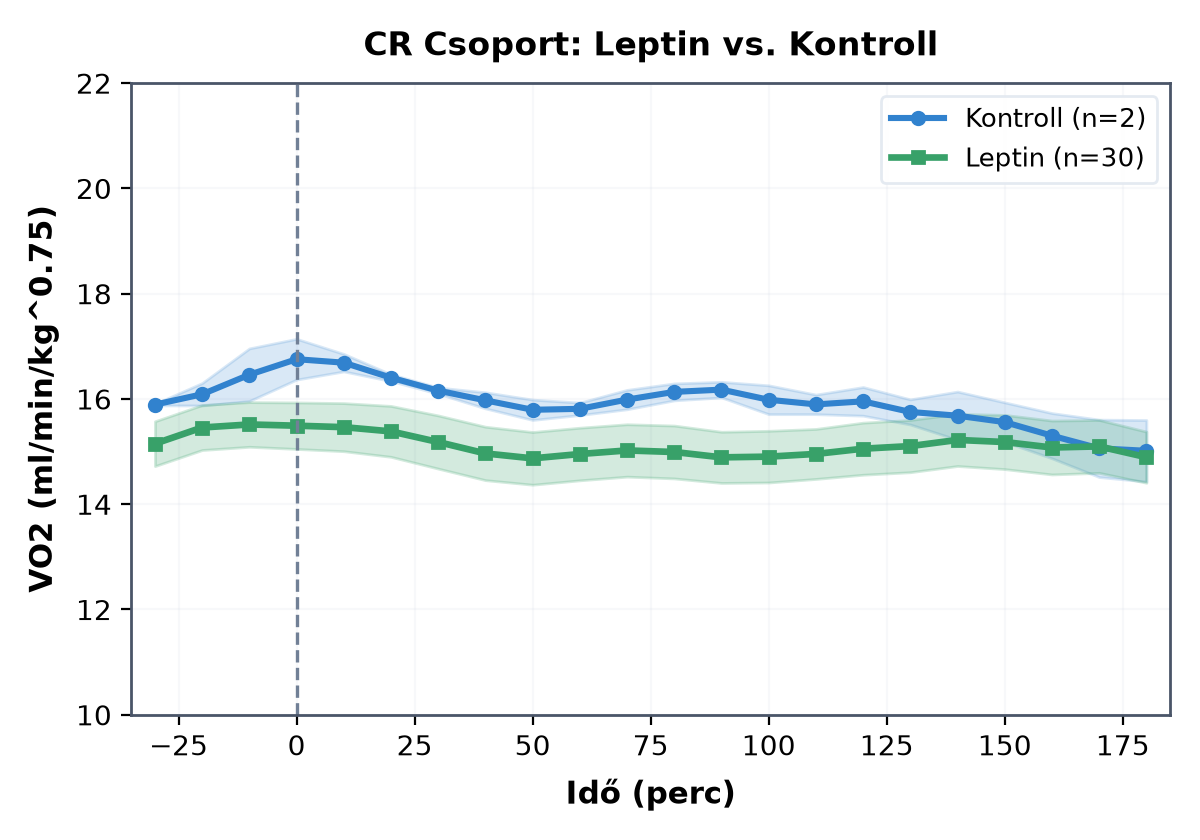 CR Csoport: Leptin vs. Kontroll
Kontroll (n=2)
Leptin (n=30)
VO2 (ml/min/kg^0.75)
22
20
18
16
14
12
10
−25 0 25 50 75 100 125 150 175
Idő (perc)